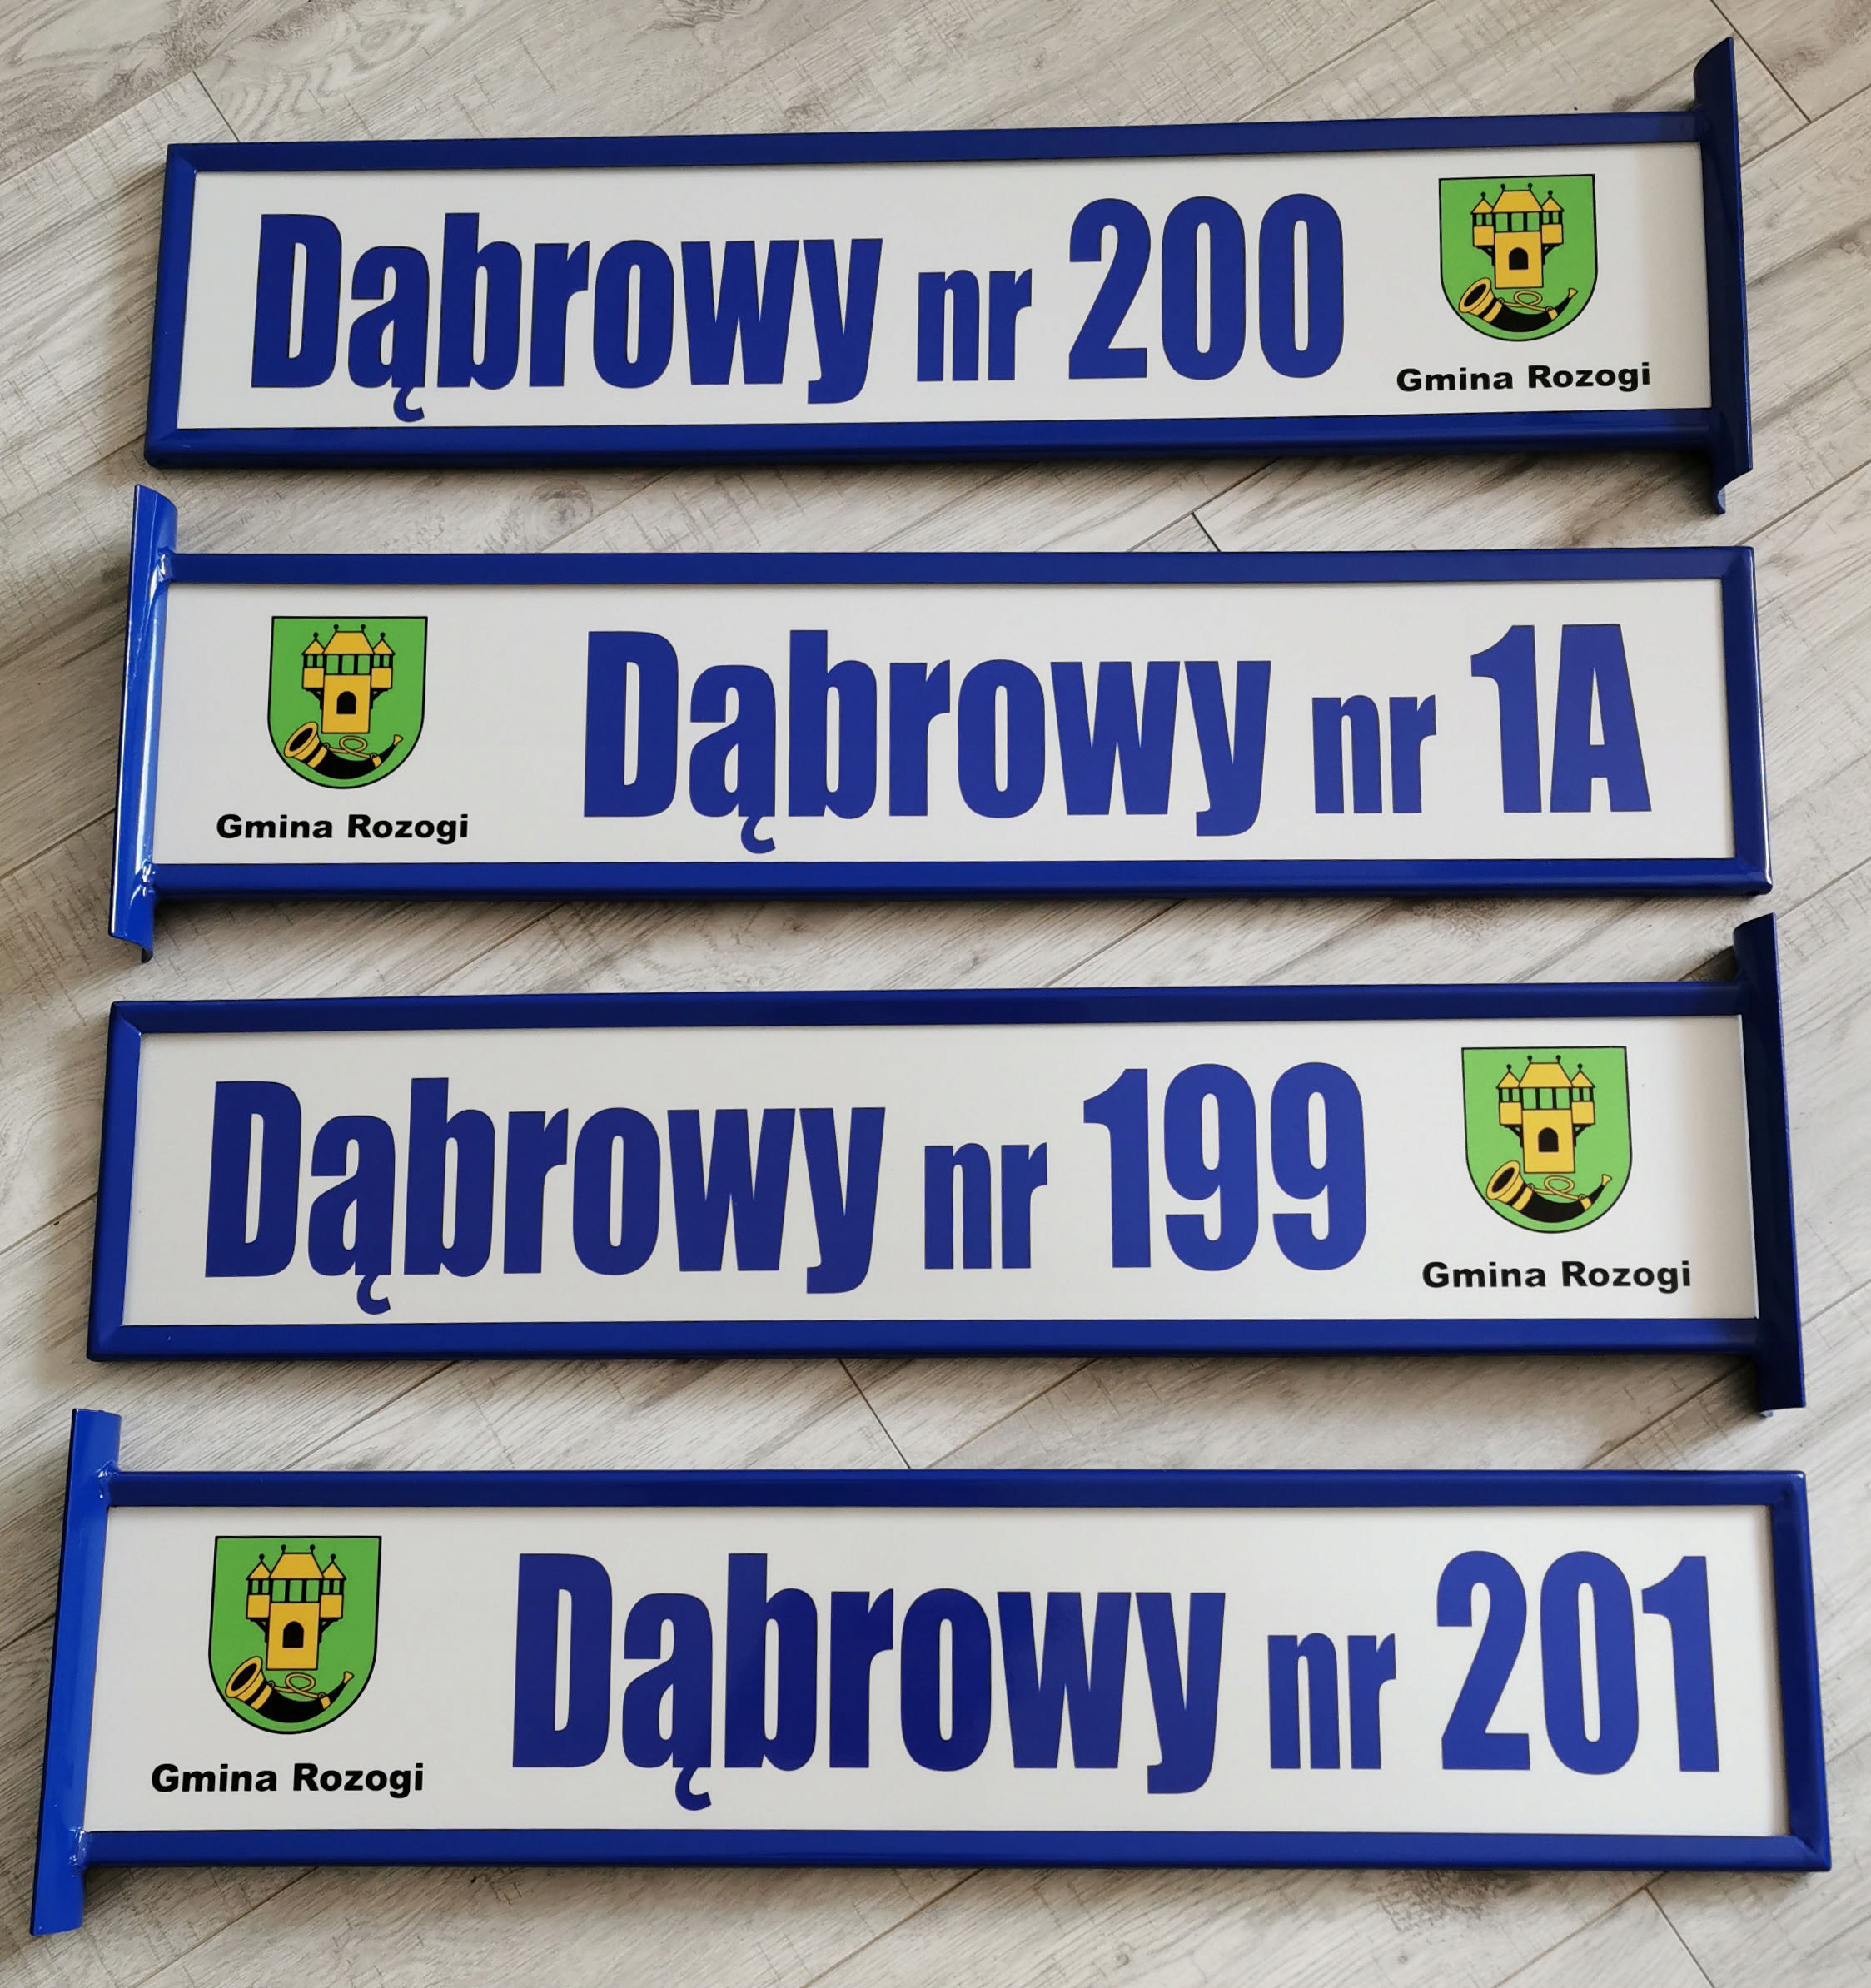 Dąbrowy nr 200
Gmina Rozogi
Dąbrowy nr 1A
Gmina Rozogi
Dąbrowy nr 199
Gmina Rozogi
Dąbrowy nr 201
Gmina Rozogi